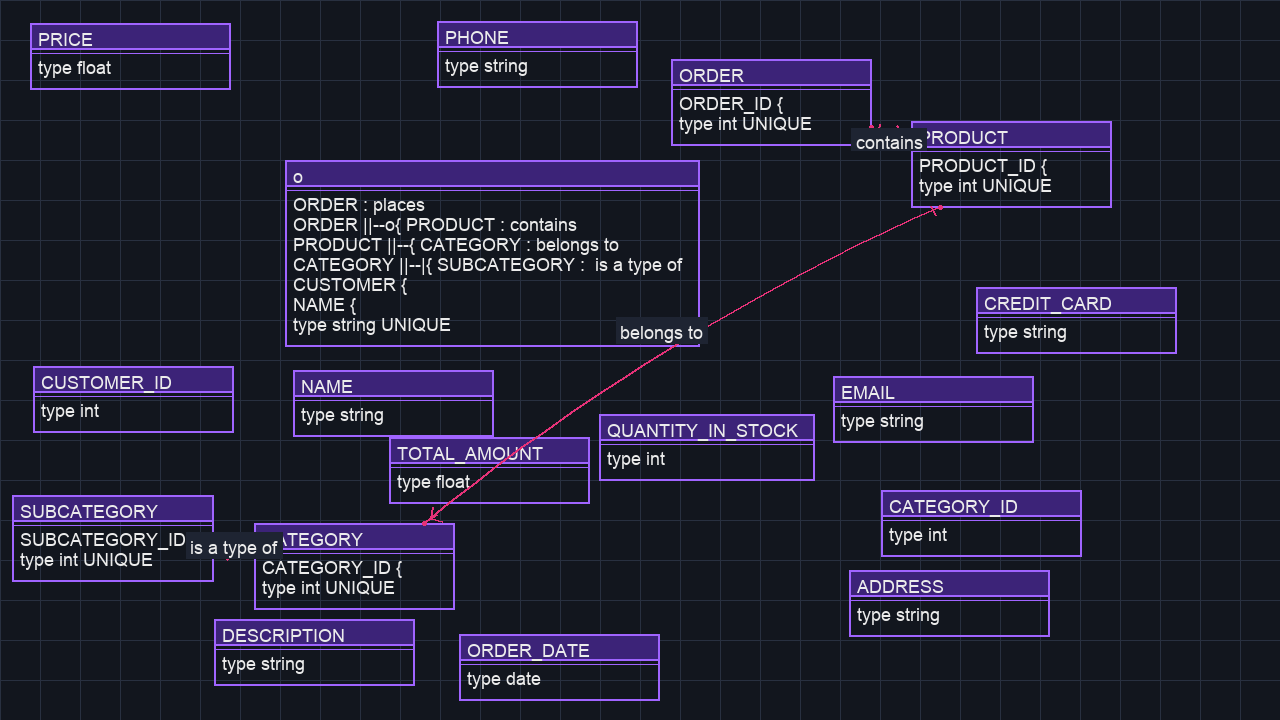 PRICE
type float
PHONE
type string
ORDER
ORDER_ID {
type int UNIQUE
contains
PRODUCT
PRODUCT_ID {
type int UNIQUE
o
ORDER : places
ORDER ||--o{ PRODUCT : contains
PRODUCT ||--{ CATEGORY : belongs to
CATEGORY ||--|{ SUBCATEGORY :  is a type of
CUSTOMER {
NAME {
type string UNIQUE
belongs to
CREDIT_CARD
type string
CUSTOMER_ID
type int
NAME
type string
EMAIL
type string
QUANTITY_IN_STOCK
type int
TOTAL_AMOUNT
type float
SUBCATEGORY
SUBCATEGORY_ID
type int UNIQUE
is a type of
CATEGORY
CATEGORY_ID {
type int UNIQUE
CATEGORY_ID
type int
ADDRESS
type string
DESCRIPTION
type string
ORDER_DATE
type date